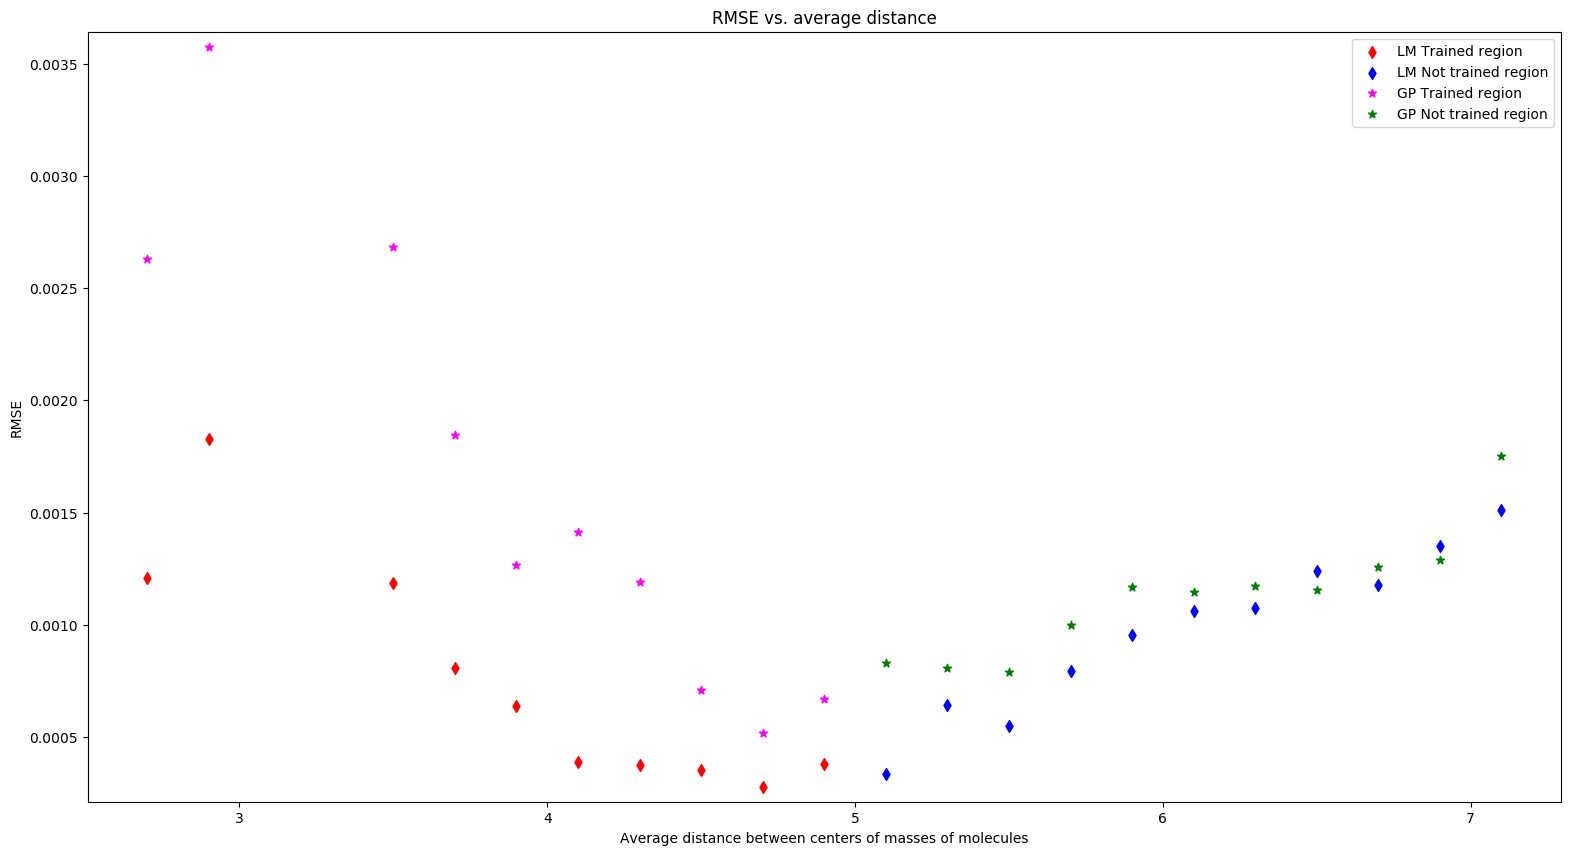 RMSE vs. average distance
LM Trained region
LM Not trained region
GP Trained region
GP Not trained region
0.0035
0.0030
0.0025
0.0020
0.0015
0.0010
0.0005
RMSE
3
4
5
6
7
Average distance between centers of masses of molecules